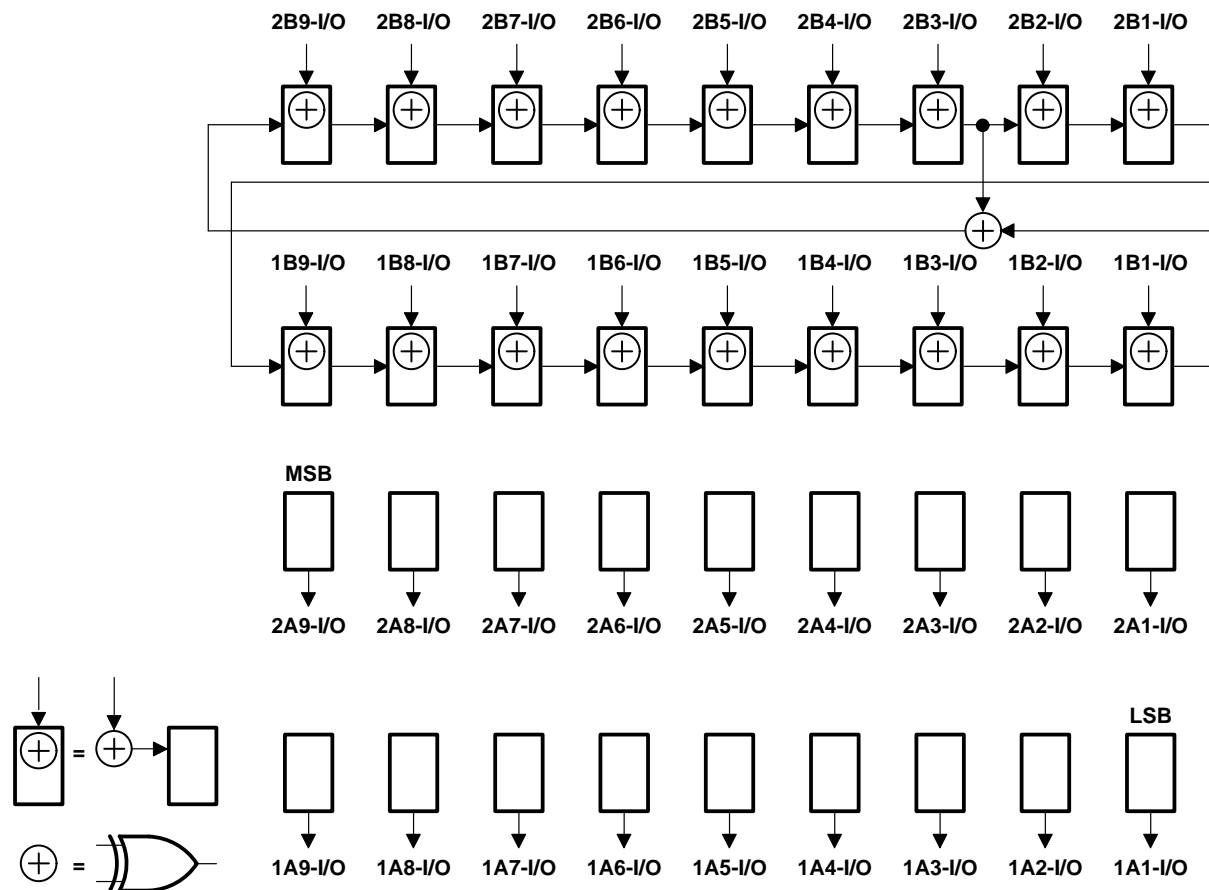 2B9-I/O 2B8-I/O 2B7-I/O 2B6-I/O 2B5-I/O 2B4-I/O 2B3-I/O 2B2-I/O 2B1-I/O
1B9-I/O 1B8-I/O 1B7-I/O 1B6-I/O 1B5-I/O 1B4-I/O 1B3-I/O 1B2-I/O 1B1-I/O
MSB
2A9-I/O 2A8-I/O 2A7-I/O 2A6-I/O 2A5-I/O 2A4-I/O 2A3-I/O 2A2-I/O 2A1-I/O
LSB
=
=
1A9-I/O 1A8-I/O 1A7-I/O 1A6-I/O 1A5-I/O 1A4-I/O 1A3-I/O 1A2-I/O 1A1-I/O